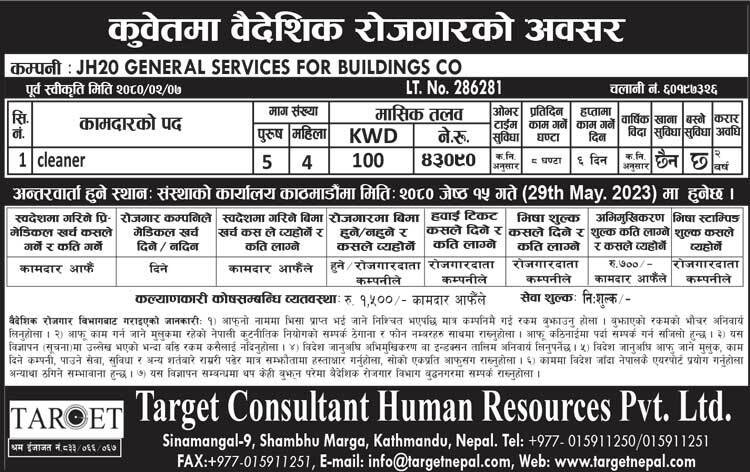 कुवेतमा वैदेशिक रोजगारको अवसर
कम्पनी : JH20 GENERAL SERVICES FOR BUILDINGS CO
पूर्व स्वीकृति मिति २०८०/०२/०७ LT. No. 286281 चलानी नं. ६०१९७३२६
सि. नं. कामदारको पद माग संख्या पुरुष महिला मासिक तलव KWD ने.रु. ओभर टाईम सुविधा प्रतिदिन काम गर्ने घण्टा हप्तामा काम गर्ने दिन वार्षिक विदा खाना सुविधा बस्ने सुविधा करार अवधि
1 cleaner 5 4 100 ४३०९० क.नि. अनुसार ८ घण्टा ६ दिन क.नि. अनुसार छैन छ २ वर्ष
अन्तरवार्ता हुने स्थानः संस्थाको कार्यालय काठमाडौंमा मितिः २०८० जेष्ठ १५ गते (29th May. 2023) मा हुनेछ ।
स्वदेशमा गरिने प्रि-मेडिकल खर्च कसले गर्ने र कति गर्ने
रोजगार कम्पनिले मेडिकल खर्च दिने / नदिन
स्वदेशमा गरिने बिमा खर्च कस ले व्यहोर्ने र कति लाग्ने
रोजगारमा बिमा हुने/नहुने र कसले व्यहोर्ने
हवाई टिकट कसले दिने र कति लाग्ने
भिषा शुल्क कसले दिने र कति लाग्ने
अभिमुखिकरण शुल्क कति लाग्ने र कसले व्यहोर्ने
भिषा स्टाम्पिङ शुल्क कसले व्यहोर्ने
कामदार आफैं दिने कामदार आफैंले हुने/ रोजगारदाता कम्पनीले रोजगारदाता कम्पनीले रोजगारदाता कम्पनीले रु.७००/- कामदार आफैंले रोजगारदाता कम्पनीले
कल्याणकारी कोषसम्बन्धि व्यवस्थाः रु. १,५००/- कामदार आफैंले सेवा शुल्कः निःशुल्क/-
वैदेशिक रोजगार विभागबाट गराइएको जानकारी: १) आफ्नो नाममा भिसा प्राप्त भई जाने निश्चित भएपछि मात्र कम्पनिमै गई रकम बुझाउनु होला । बुझाएको रकमको भौचर अनिवार्य
लिनुहोला । २) आफू काम गर्न जाने मुलुकमा रहेको नेपाली कूटनीतिक नियोगको सम्पर्क ठेगाना र फोन नम्बरहरु साथमा राख्नुहोला । आफू कठिनाईमा पर्दा सम्पर्क गर्न सजिलो हुन्छ । ३) यस
विज्ञापन (सूचना)मा उल्लेख भएको भन्दा बढि रकम कसैलाई नदिनुहोला । ४) विदेश जानुअघि अभिमुखिकरण वा इन्डक्सन तालिम अनिवार्य लिनुपर्नेछ । ५) विदेश जानुअघि आफू जाने मुलुक, काम
दिने कम्पनी, पाउने सेवा, सुविधा र अन्य शर्तबारे राम्ररी पढेर मात्र सम्झौतामा हस्ताक्षर गर्नुहोला, सोको एकप्रति आफूसग राख्नुहोला । ६) काममा विदेश जाँदा नेपालकै एयरपोर्ट प्रयोग गर्नुहोला
अन्यथा ठगिने सम्भावाना हुन्छ । ७) यस विज्ञापन सम्बन्धमा थप केही बुझ्न परेमा वैदेशिक रोजगार विभाग बुद्धनगरमा सम्पर्क राख्नुहोला ।
TARGET
श्रम ईजाजत नं.८३३/०६६/०६७
Target Consultant Human Resources Pvt. Ltd.
Sinamangal-9, Shambhu Marga, Kathmandu, Nepal. Tel: +977- 015911250/015911251
FAX:+977-015911251, E-mail: info@targetnepal.com, Web: www.targetnepal.com